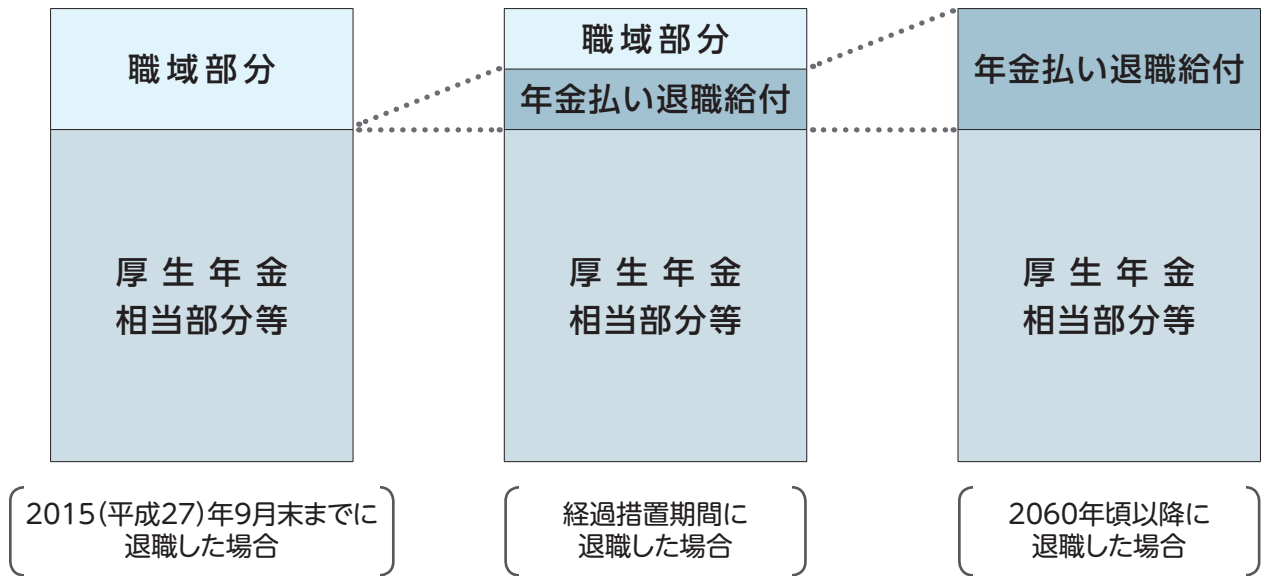 職域部分
厚生年金
相当部分等
2015(平成27)年9月末までに
退職した場合
職域部分
年金払い退職給付
厚生年金
相当部分等
経過措置期間に
退職した場合
年金払い退職給付
厚生年金
相当部分等
2060年頃以降に
退職した場合